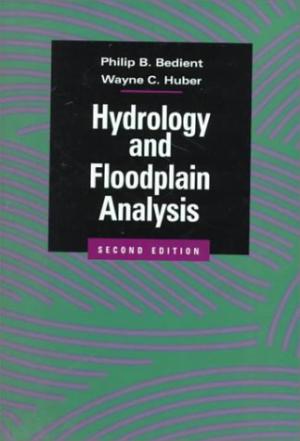 Philip B. Bedient
Wayne C. Huber
Hydrology
and
Floodplain
Analysis
SECOND EDITION